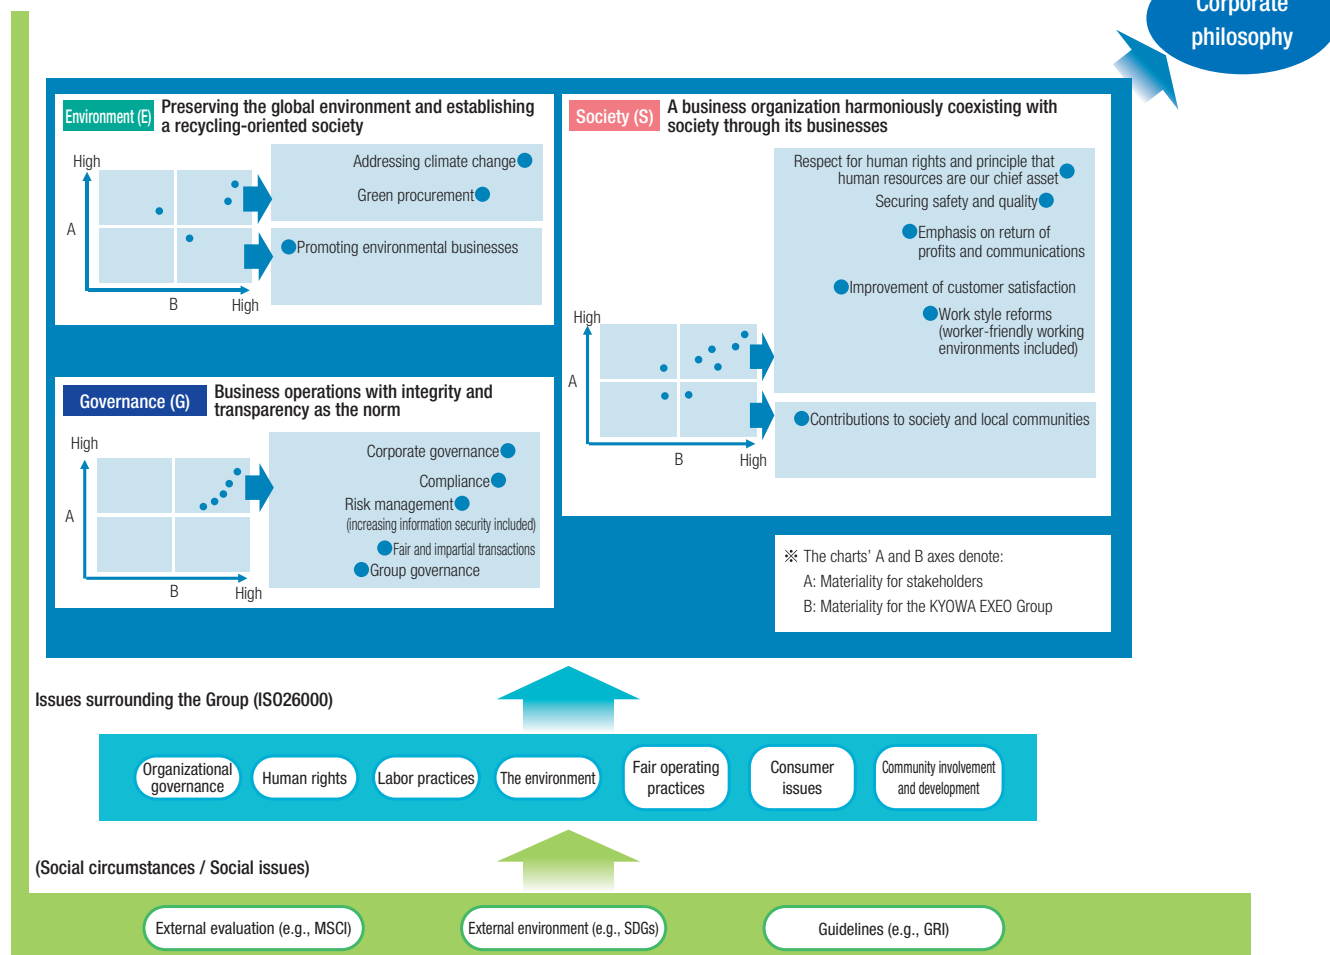 Corporate
philosophy
Environment (E)
Preserving the global environment and establishing
a recycling-oriented society
High
A
B
High
Addressing climate change
Green procurement
Promoting environmental businesses
Society (S)
A business organization harmoniously coexisting with
society through its businesses
High
A
B
High
Respect for human rights and principle that
human resources are our chief asset
Securing safety and quality
Emphasis on return of
profits and communications
Improvement of customer satisfaction
Work style reforms
(worker-friendly working
environments included)
Contributions to society and local communities
Governance (G)
Business operations with integrity and
transparency as the norm
High
A
B
High
Corporate governance
Compliance
Risk management
(increasing information security included)
Fair and impartial transactions
Group governance
※ The charts’ A and B axes denote:
A: Materiality for stakeholders
B: Materiality for the KYOWA EXEO Group
Issues surrounding the Group (ISO26000)
Organizational
governance
Human rights
Labor practices
The environment
Fair operating
practices
Consumer
issues
Community involvement
and development
(Social circumstances / Social issues)
External evaluation (e.g., MSCI)
External environment (e.g., SDGs)
Guidelines (e.g., GRI)